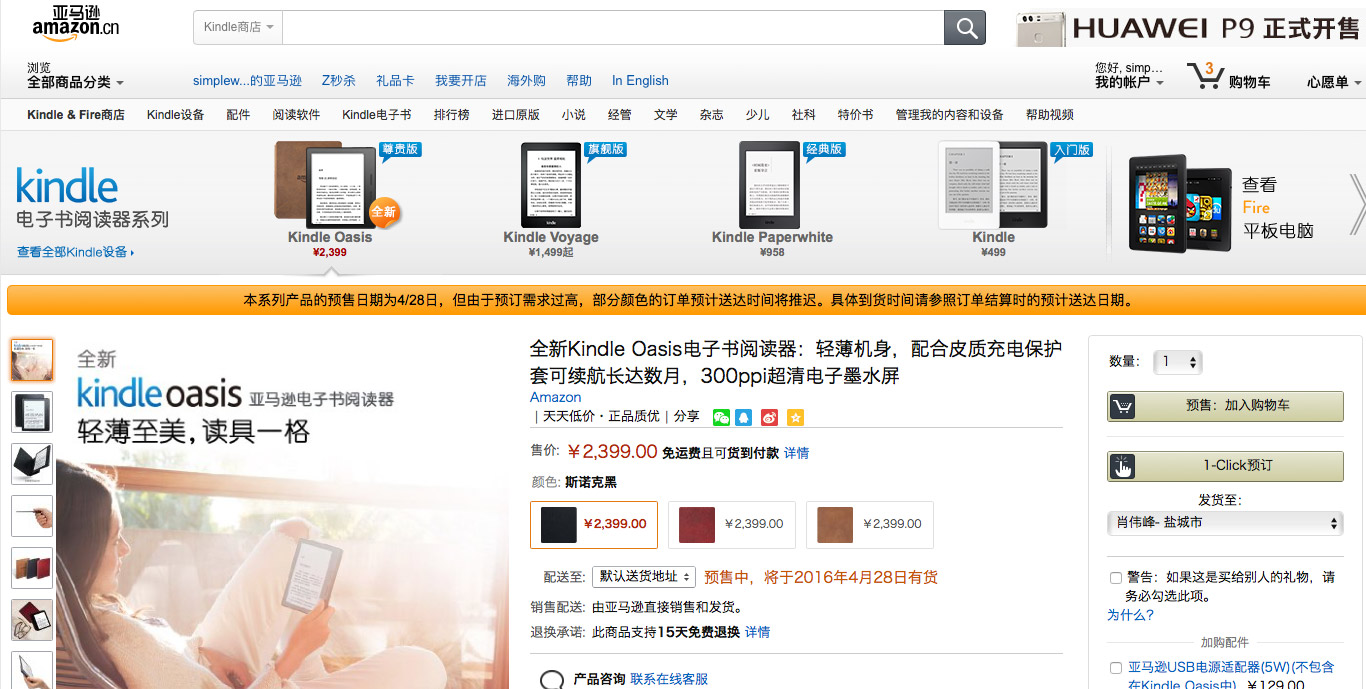 亚马逊
amazon.cn
Kindle商店
HUAWEI P9 正式开售
浏览
全部商品分类
simplew...的亚马逊 Z秒杀 礼品卡 我要开店 海外购 帮助 In English
您好, simp...
我的帐户
3
购物车
心愿单
Kindle & Fire商店 Kindle设备 配件 阅读软件 Kindle电子书 排行榜 进口原版 小说 经管 文学 杂志 少儿 社科 特价书 管理我的内容和设备 帮助视频
kindle
电子书阅读器系列
查看全部Kindle设备
尊贵版
全新
Kindle Oasis
¥2,399
旗舰版
Kindle Voyage
¥1,499起
经典版
Kindle Paperwhite
¥958
入门版
Kindle
¥499
查看
Fire
平板电脑
本系列产品的预售日期为4/28日，但由于预订需求过高，部分颜色的订单预计送达时间将推迟。具体到货时间请参照订单结算时的预计送达日期。
全新
kindle oasis 亚马逊电子书阅读器
轻薄至美，读具一格
全新Kindle Oasis电子书阅读器：轻薄机身，配合皮质充电保护
套可续航长达数月，300ppi超清电子墨水屏
Amazon
| 天天低价·正品质优 | 分享
售价: ￥2,399.00 免运费且可货到付款 详情
颜色: 斯诺克黑
¥2,399.00 ¥2,399.00 ¥2,399.00
配送至: 默认送货地址 预售中，将于2016年4月28日有货
销售配送: 由亚马逊直接销售和发货。
退换承诺: 此商品支持15天免费退换 详情
产品咨询 联系在线客服
数量: 1
预售：加入购物车
1-Click预订
发货至:
肖伟峰- 盐城市
警告：如果这是买给别人的礼物，请
务必勾选此项。
为什么?
加购配件
亚马逊USB电源适配器(5W)(不包含
在Kindle Oasis中) ￥129.00